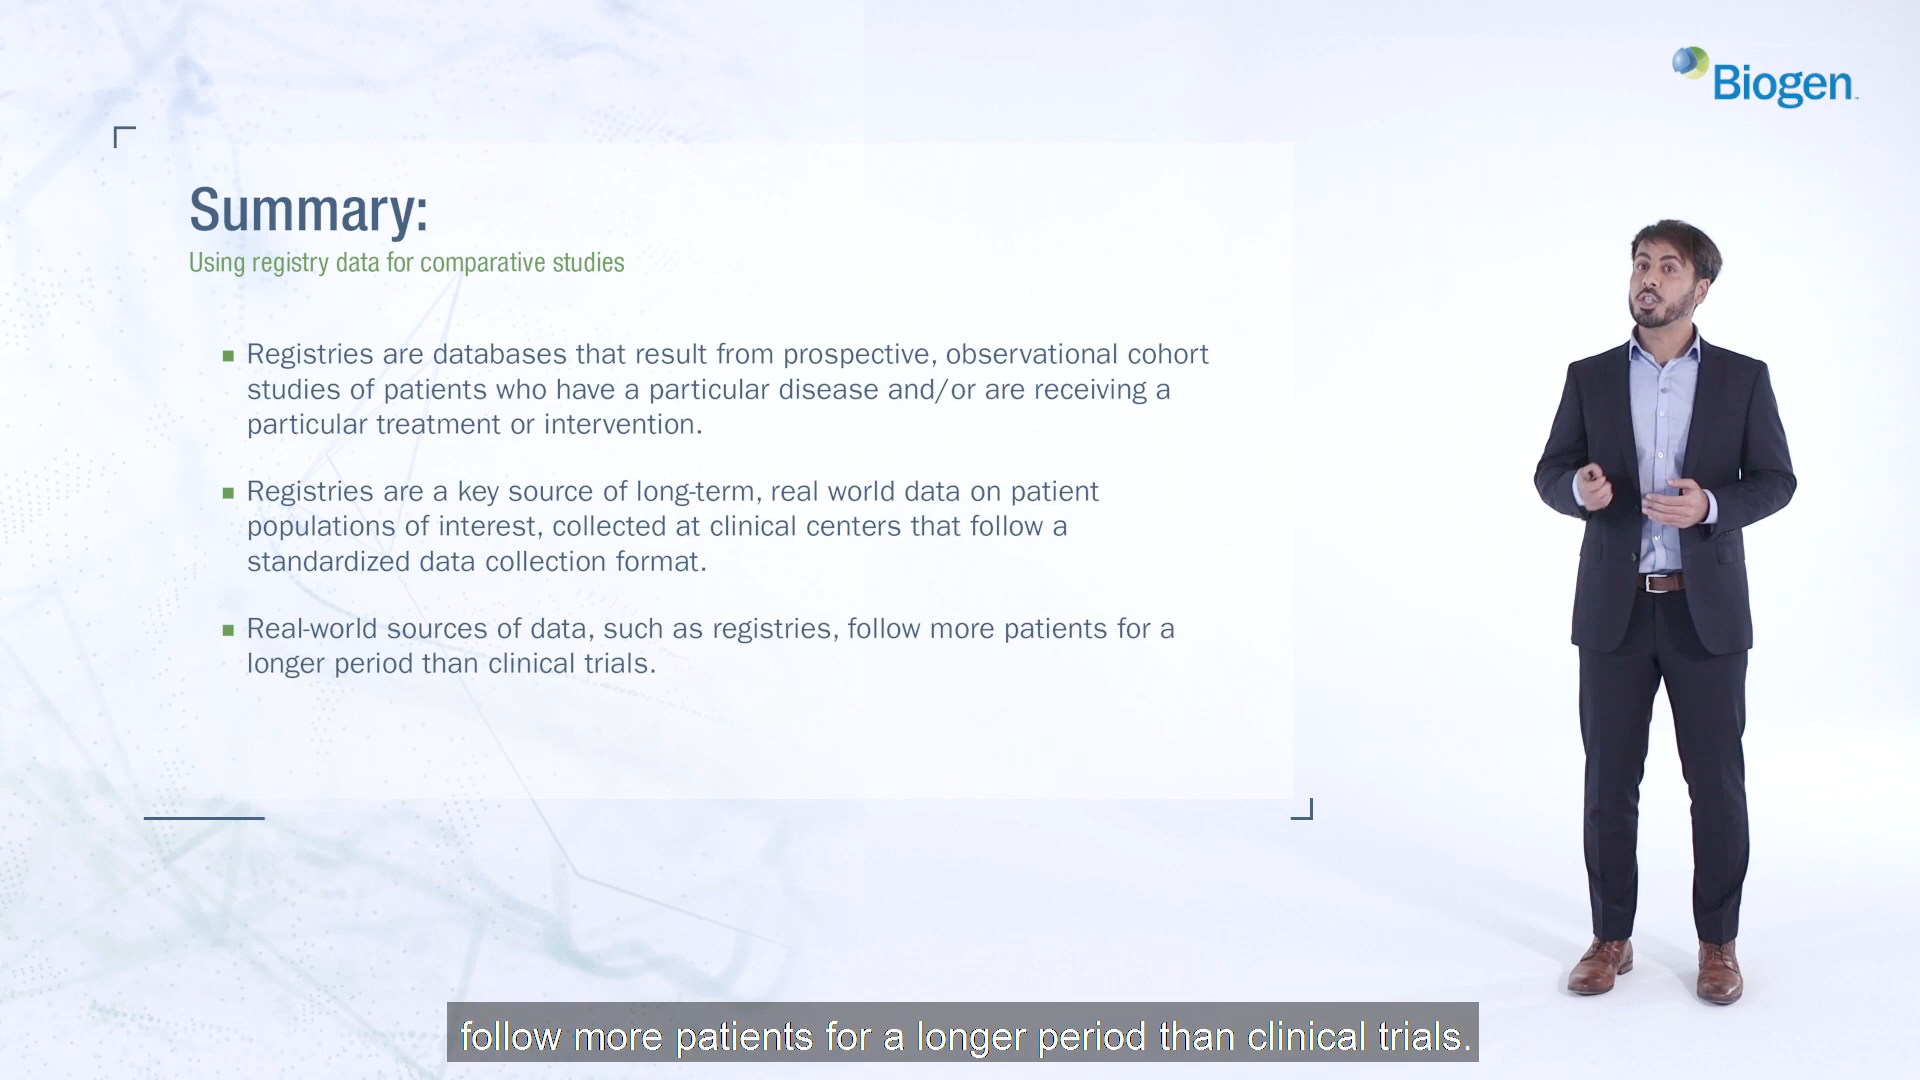 Biogen
Summary:
Using registry data for comparative studies
Registries are databases that result from prospective, observational cohort
studies of patients who have a particular disease and/or are receiving a
particular treatment or intervention.
Registries are a key source of long-term, real world data on patient
populations of interest, collected at clinical centers that follow a
standardized data collection format.
Real-world sources of data, such as registries, follow more patients for a
longer period than clinical trials.
follow more patients for a longer period than clinical trials.